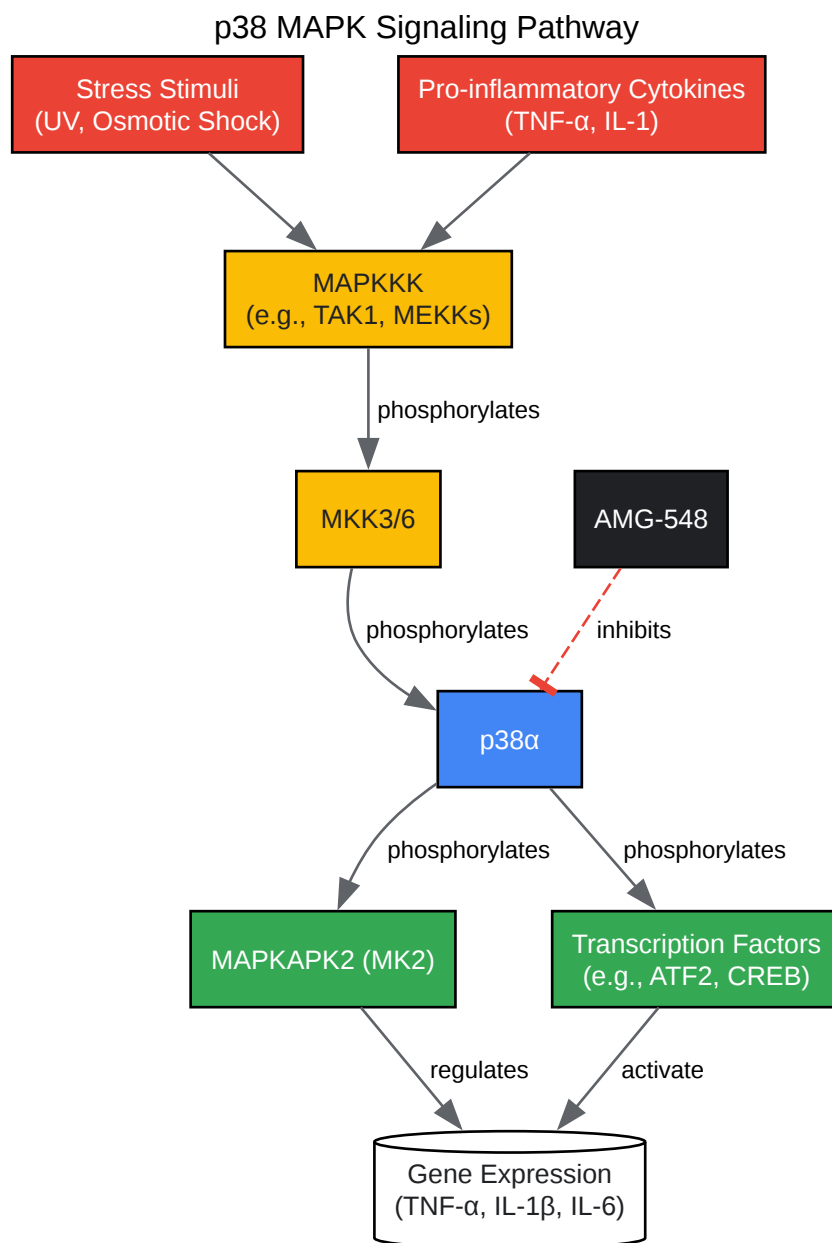 p38 MAPK Signaling Pathway
Stress Stimuli
(UV, Osmotic Shock)
Pro-inflammatory Cytokines
(TNF-α, IL-1)
MAPKKK
(e.g., TAK1, MEKKs)
phosphorylates
MKK3/6
AMG-548
phosphorylates
inhibits
p38α
phosphorylates
phosphorylates
MAPKAPK2 (MK2)
Transcription Factors
(e.g., ATF2, CREB)
regulates
activate
Gene Expression
(TNF-α, IL-1β, IL-6)